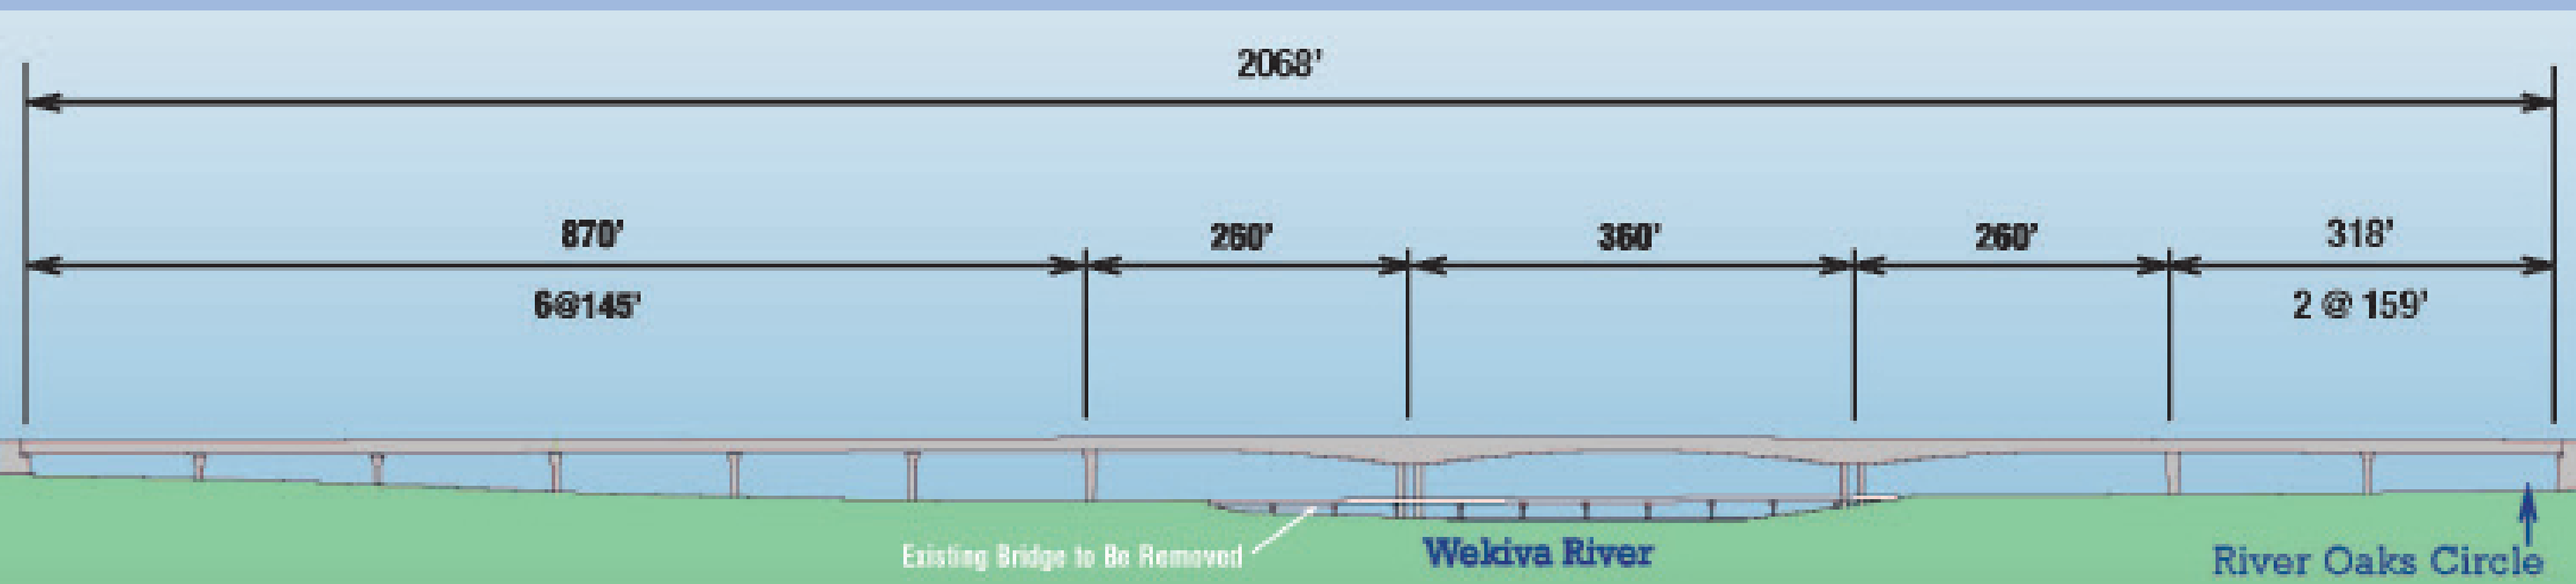 2068’
870’
260’
360’
260’
318’
6@145’
2 @ 159’
Existing Bridge to Be Removed
Wekiva River
River Oaks Circle